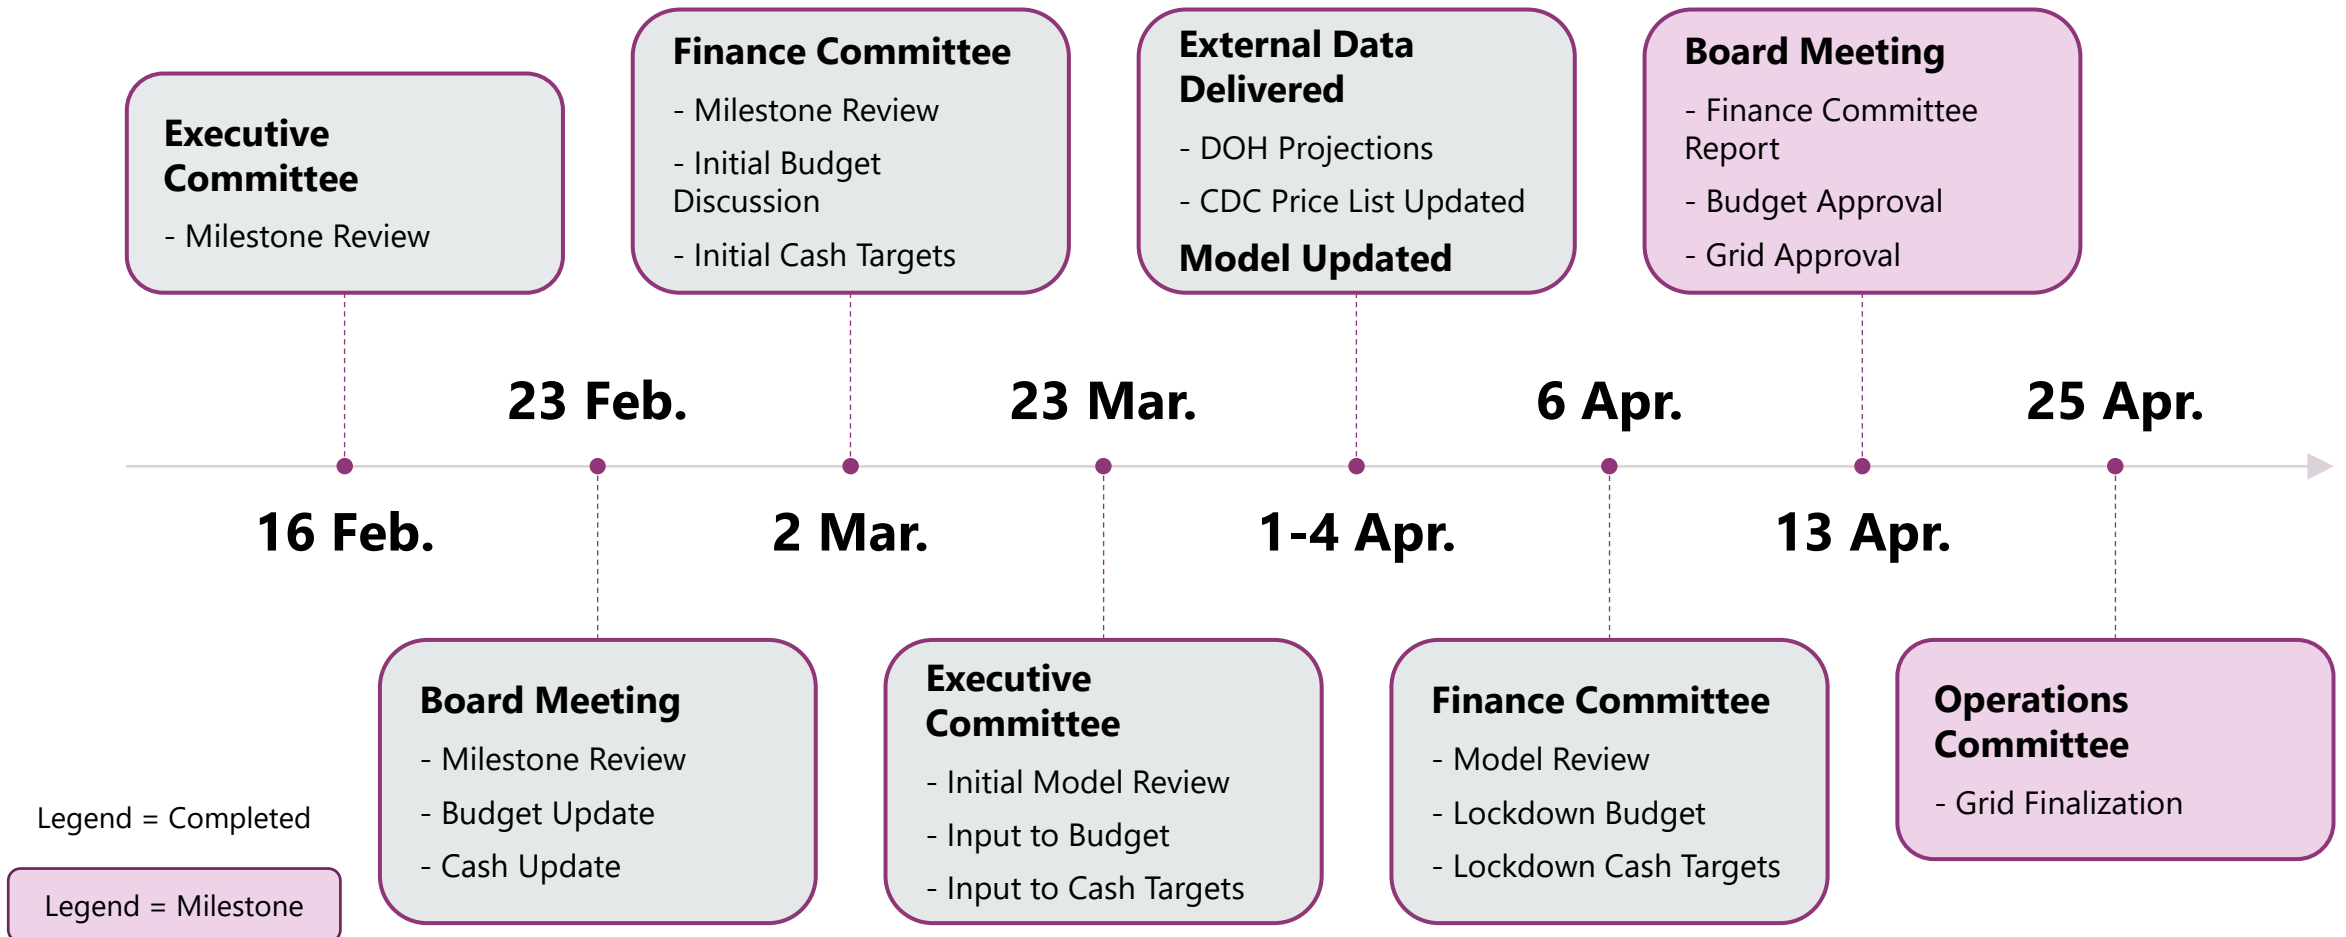 Executive
Committee
- Milestone Review
Finance Committee
- Milestone Review
- Initial Budget
Discussion
- Initial Cash Targets
External Data
Delivered
- DOH Projections
- CDC Price List Updated
Model Updated
Board Meeting
- Finance Committee
Report
- Budget Approval
- Grid Approval
23 Feb.
23 Mar.
6 Apr.
25 Apr.
16 Feb.
2 Mar.
1-4 Apr.
13 Apr.
Board Meeting
- Milestone Review
- Budget Update
- Cash Update
Executive
Committee
- Initial Model Review
- Input to Budget
- Input to Cash Targets
Finance Committee
- Model Review
- Lockdown Budget
- Lockdown Cash Targets
Operations
Committee
- Grid Finalization
Legend = Completed
Legend = Milestone